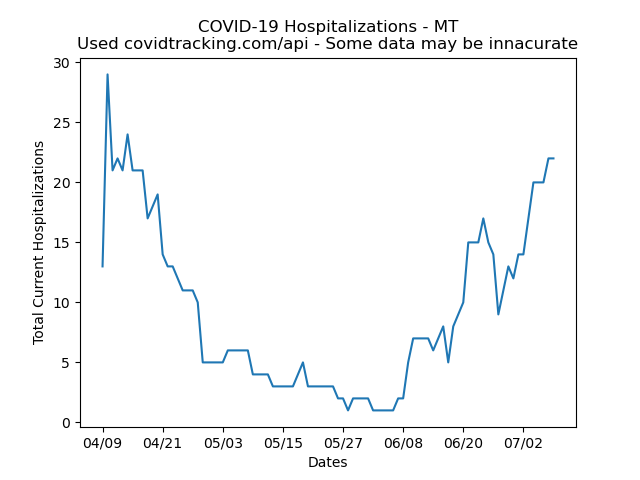 COVID-19 Hospitalizations - MT
Used covidtracking.com/api - Some data may be innacurate
30
25
20
15
10
5
0
Total Current Hospitalizations
04/09 04/21 05/03 05/15 05/27 06/08 06/20 07/02
Dates